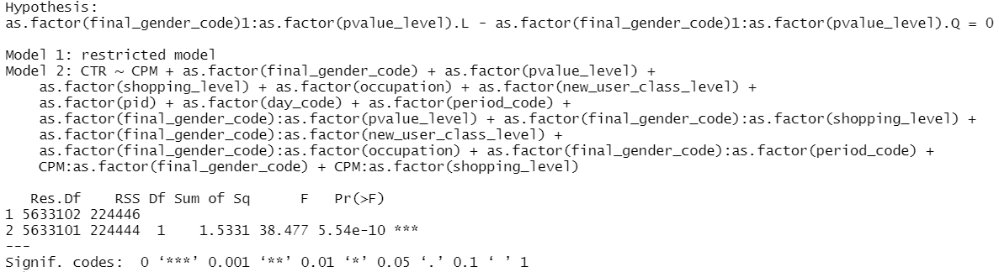 Hypothesis:
as.factor(final_gender_code)1:as.factor(pvalue_level).L - as.factor(final_gender_code)1:as.factor(pvalue_level).Q = 0
Model 1: restricted model
Model 2: CTR ~ CPM + as.factor(final_gender_code) + as.factor(pvalue_level) +
as.factor(shopping_level) + as.factor(occupation) + as.factor(new_user_class_level) +
as.factor(pid) + as.factor(day_code) + as.factor(period_code) +
as.factor(final_gender_code):as.factor(pvalue_level) + as.factor(final_gender_code):as.factor(shopping_level) +
as.factor(final_gender_code):as.factor(new_user_class_level) +
as.factor(final_gender_code):as.factor(occupation) + as.factor(final_gender_code):as.factor(period_code) +
CPM:as.factor(final_gender_code) + CPM:as.factor(shopping_level)
Res.Df RSS Df Sum of Sq F Pr(>F)
1 5633102 224446
2 5633101 224444 1 1.5331 38.477 5.54e-10 ***
---
Signif. codes: 0 ‘***’ 0.001 ‘**’ 0.01 ‘*’ 0.05 ‘.’ 0.1 ‘ ’ 1